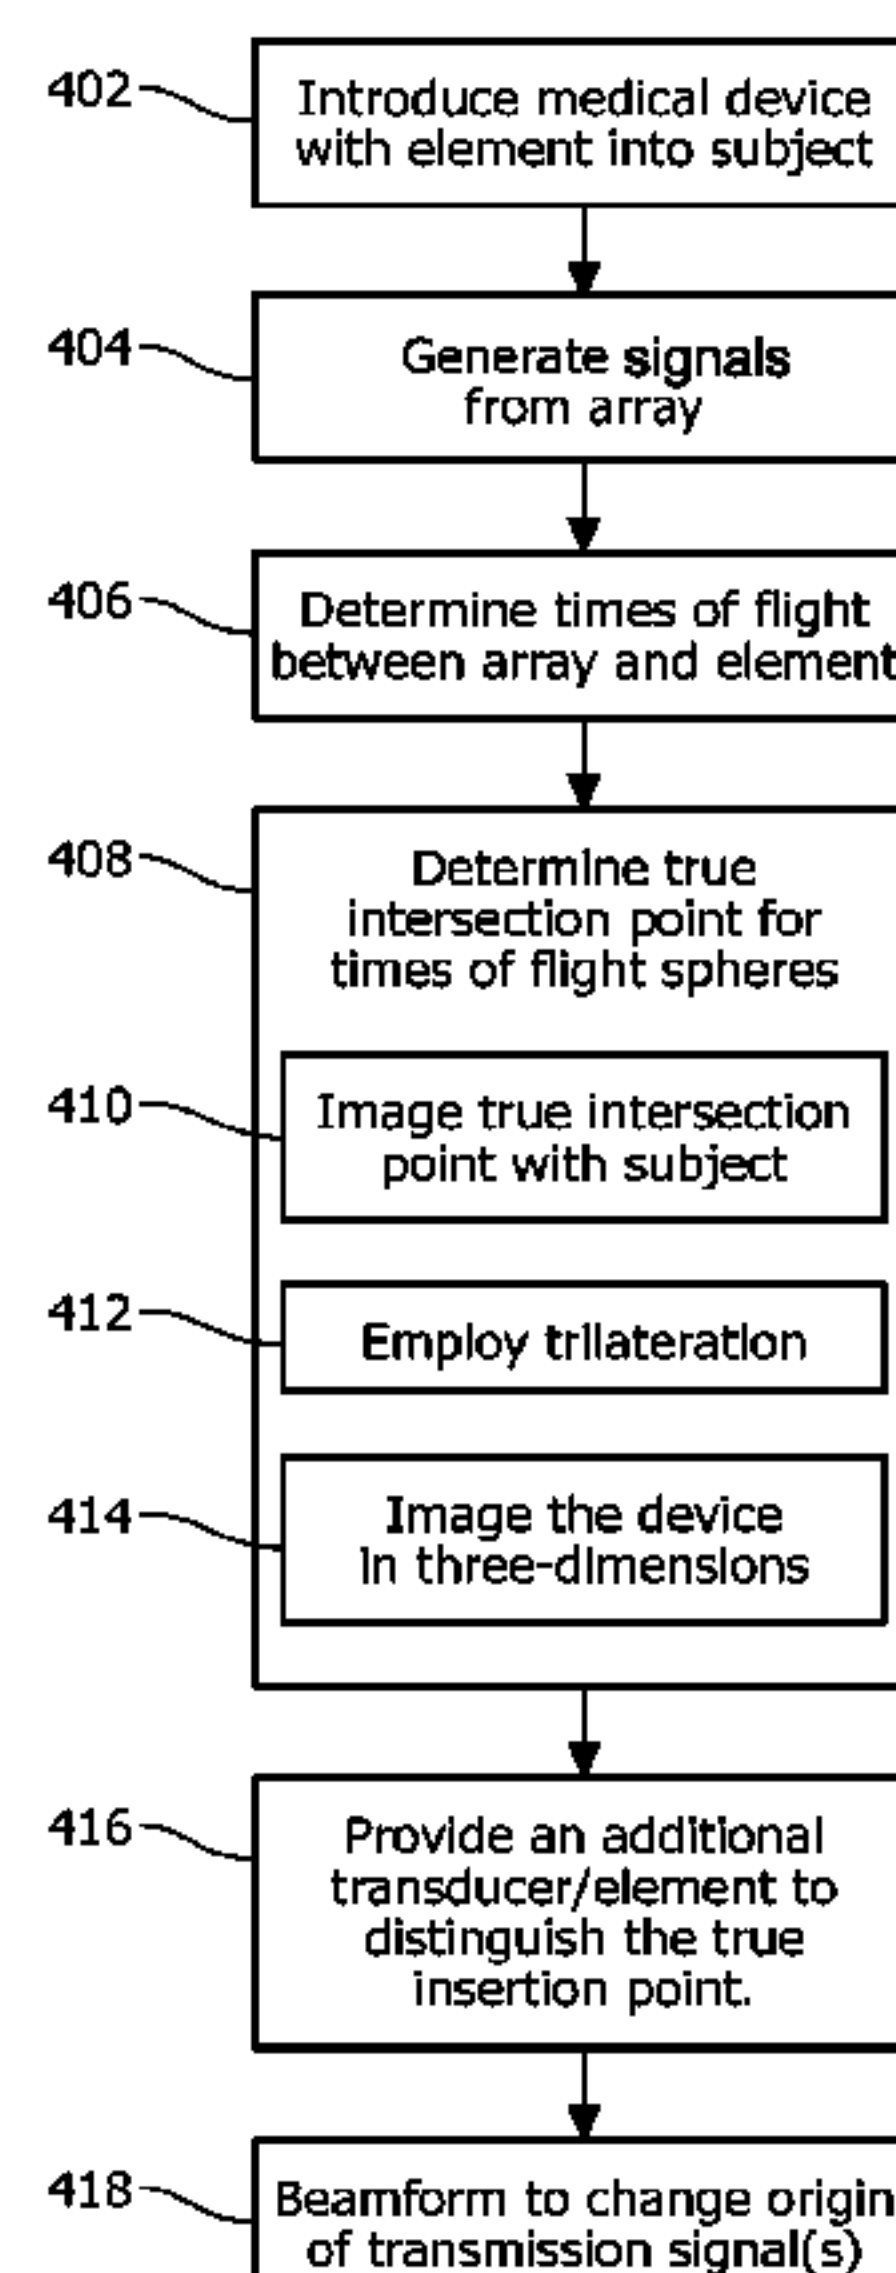 402
Introduce medical device
with element into subject
404
Generate signals
from array
406
Determine times of flight
between array and element
408
Determine true
intersection point for
times of flight spheres
410
Image true intersection
point with subject
412
Employ trilateration
414
Image the device
in three-dimensions
416
Provide an additional
transducer/element to
distinguish the true
insertion point.
418
Beamform to change origin
of transmission signal(s)